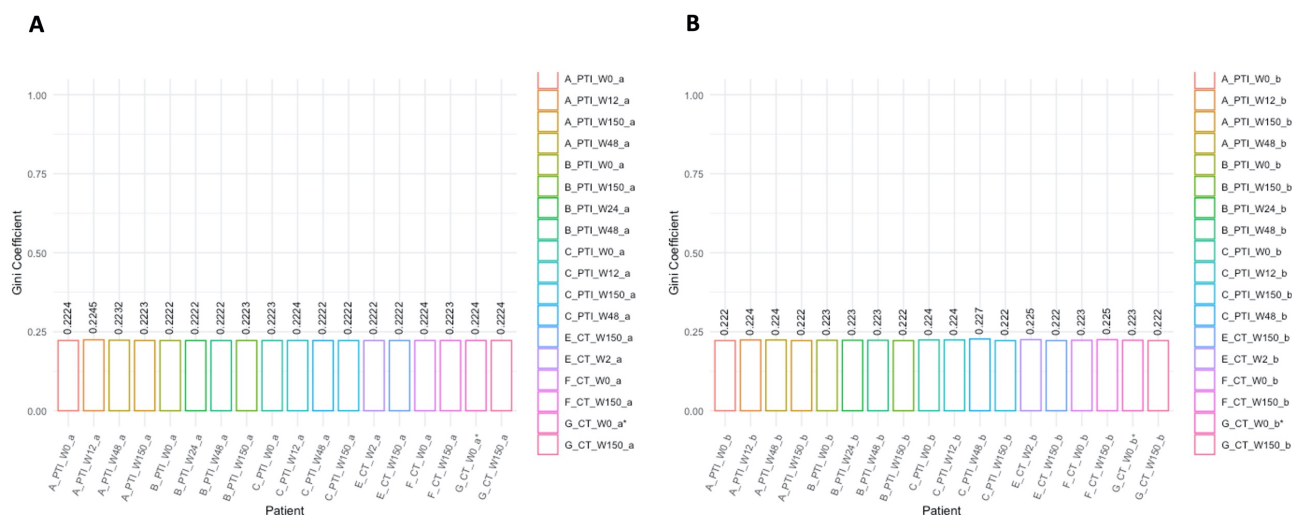 A
1.00
0.75
0.50
0.25
0.00
Gini Coefficient
0.2224
0.2245
0.2232
0.2223
0.2222
0.2222
0.2222
0.2223
0.2223
0.2224
0.2222
0.2222
0.2222
0.2222
0.2224
0.2223
0.2224
0.2224
A_PTI_W0_a
A_PTI_W12_a
A_PTI_W48_a
A_PTI_W150_a
B_PTI_W0_a
B_PTI_W24_a
B_PTI_W48_a
B_PTI_W150_a
C_PTI_W0_a
C_PTI_W12_a
C_PTI_W48_a
C_PTI_W150_a
E_CT_W2_a
E_CT_W150_a
F_CT_W0_a
F_CT_W150_a
G_CT_W0_a*
G_CT_W150_a
Patient
A_PTI_W0_a
A_PTI_W12_a
A_PTI_W150_a
A_PTI_W48_a
B_PTI_W0_a
B_PTI_W150_a
B_PTI_W24_a
B_PTI_W48_a
C_PTI_W0_a
C_PTI_W12_a
C_PTI_W150_a
C_PTI_W48_a
E_CT_W150_a
E_CT_W2_a
F_CT_W0_a
F_CT_W150_a
G_CT_W0_a*
G_CT_W150_a
B
1.00
0.75
0.50
0.25
0.00
Gini Coefficient
0.222
0.224
0.224
0.222
0.223
0.223
0.223
0.222
0.224
0.224
0.227
0.222
0.225
0.222
0.223
0.225
0.223
0.222
A_PTI_W0_b
A_PTI_W12_b
A_PTI_W48_b
A_PTI_W150_b
B_PTI_W0_b
B_PTI_W24_b
B_PTI_W48_b
B_PTI_W150_b
C_PTI_W0_b
C_PTI_W12_b
C_PTI_W48_b
C_PTI_W150_b
E_CT_W2_b
E_CT_W150_b
F_CT_W0_b
F_CT_W150_b
G_CT_W0_b*
G_CT_W150_b
Patient
A_PTI_W0_b
A_PTI_W12_b
A_PTI_W150_b
A_PTI_W48_b
B_PTI_W0_b
B_PTI_W150_b
B_PTI_W24_b
B_PTI_W48_b
C_PTI_W0_b
C_PTI_W12_b
C_PTI_W150_b
C_PTI_W48_b
E_CT_W150_b
E_CT_W2_b
F_CT_W0_b
F_CT_W150_b
G_CT_W0_b*
G_CT_W150_b